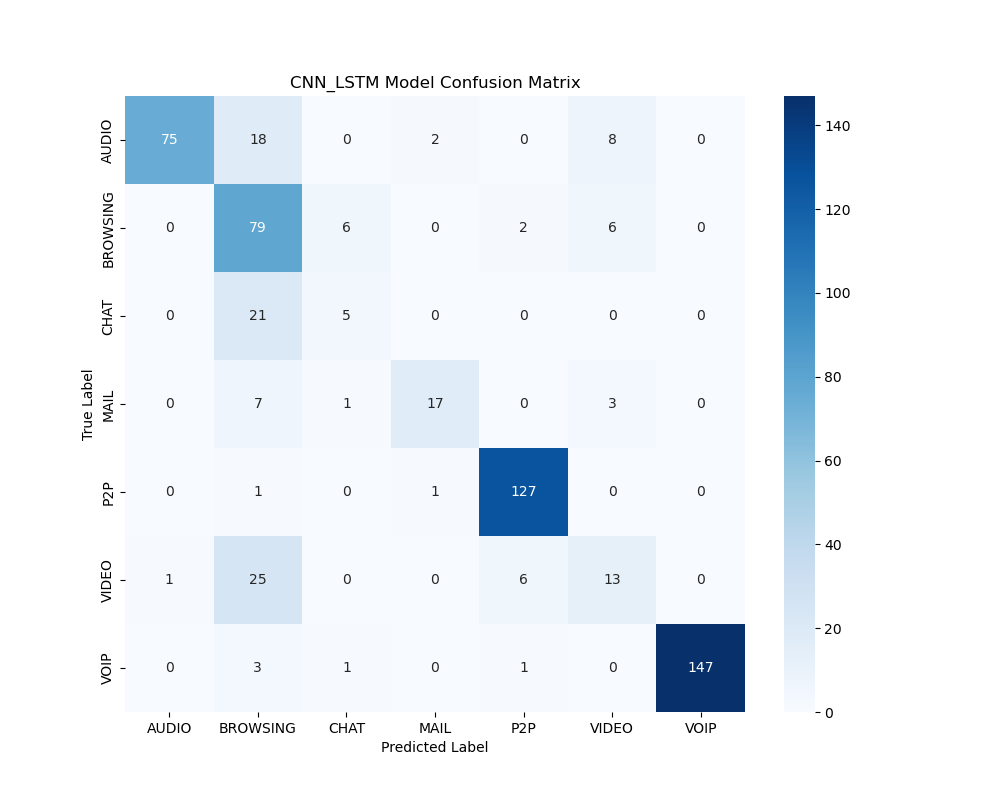 CNN_LSTM Model Confusion Matrix
AUDIO 75 18 0 2 0 8 0
BROWSING 0 79 6 0 2 6 0
CHAT 0 21 5 0 0 0 0
MAIL 0 7 1 17 0 3 0
P2P 0 1 0 1 127 0 0
VIDEO 1 25 0 0 6 13 0
VOIP 0 3 1 0 1 0 147
True Label
AUDIO BROWSING CHAT MAIL P2P VIDEO VOIP
Predicted Label
140
120
100
80
60
40
20
0